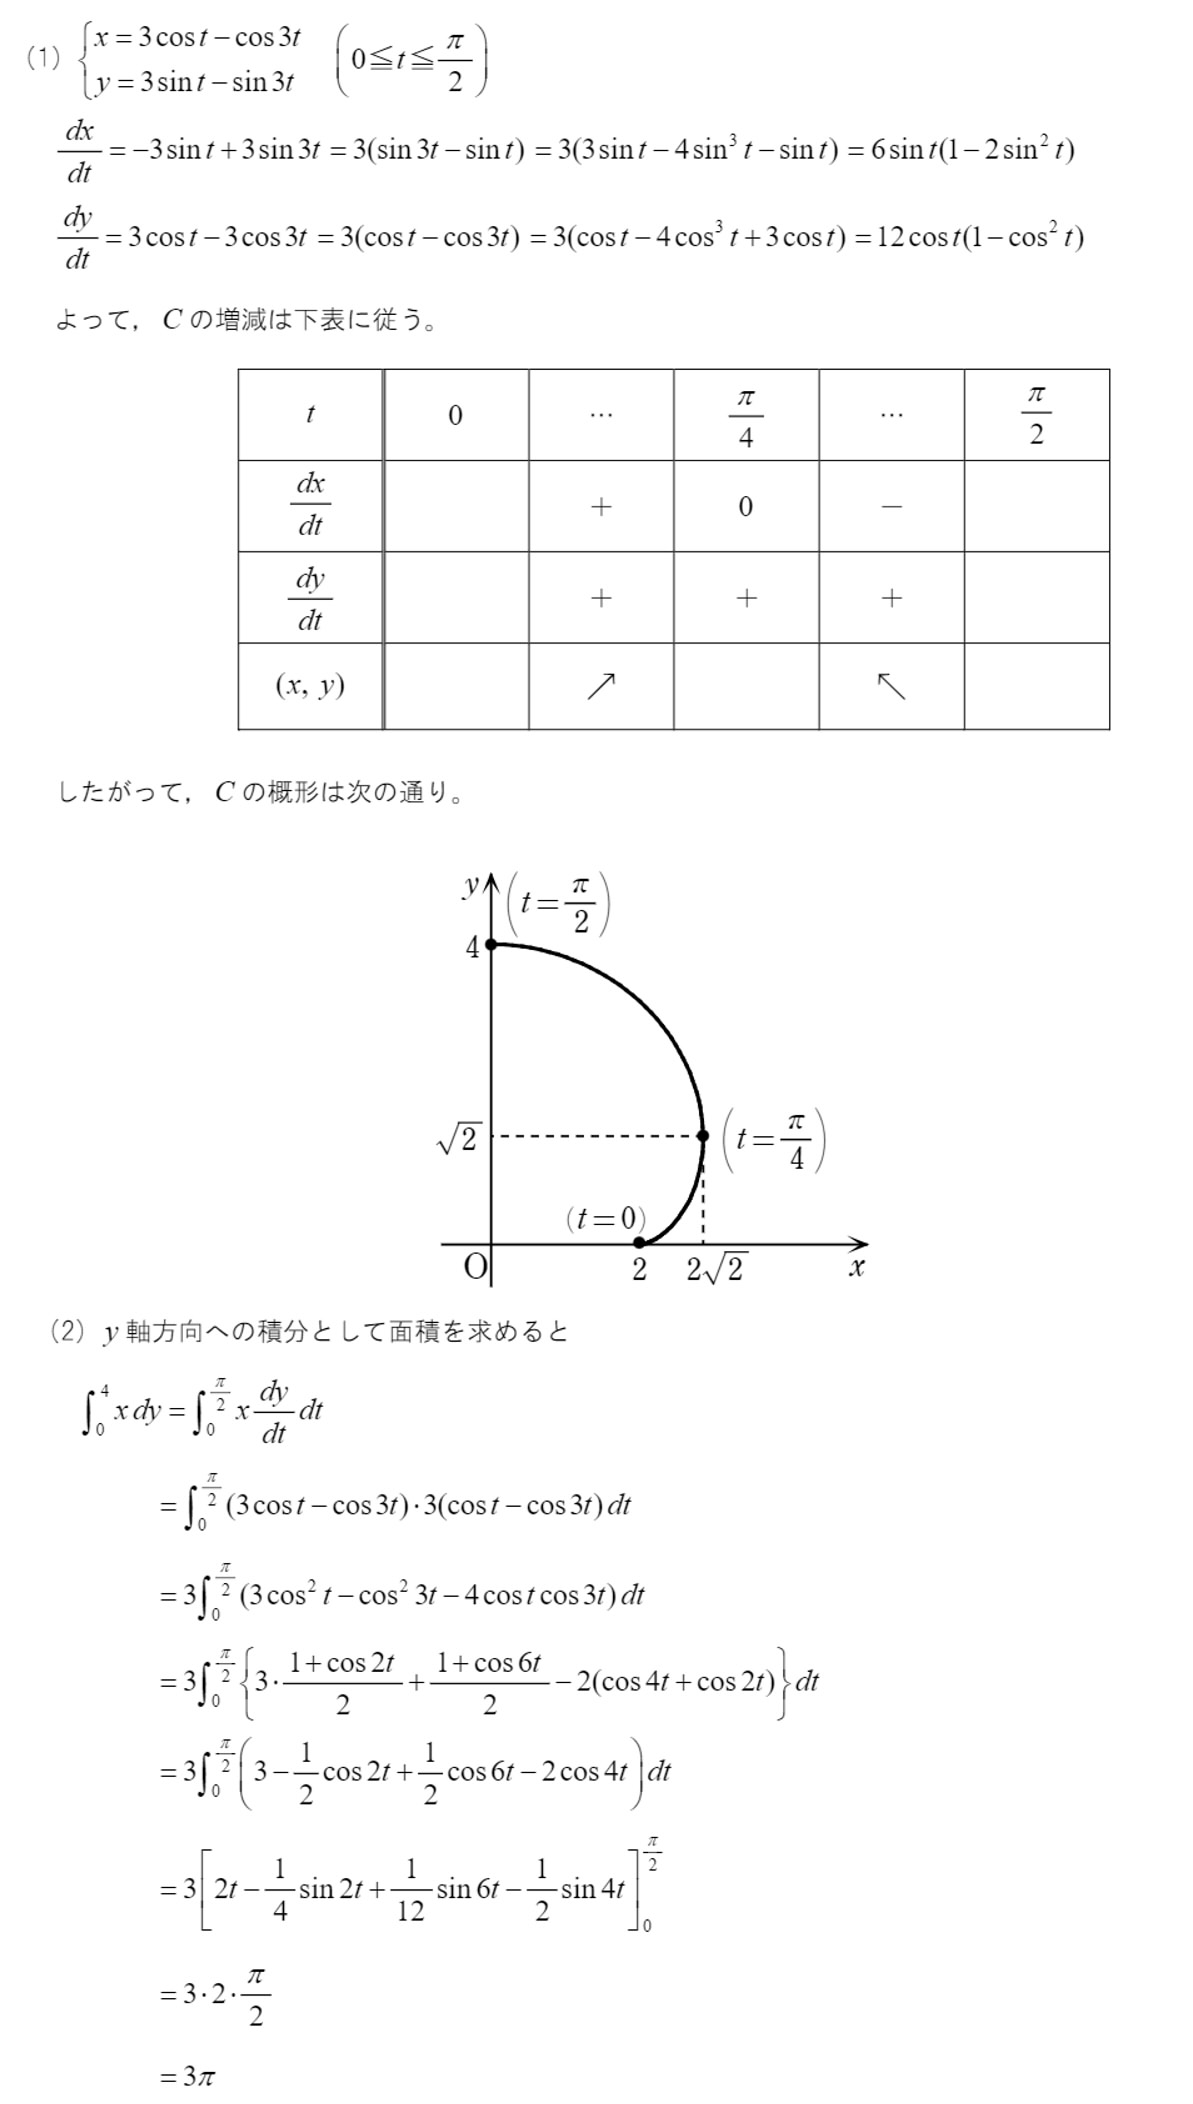 (1) { x = 3cos t − cos 3t
y = 3sin t − sin 3t (0 ≦ t ≦ π/2)
dx/dt = −3sin t + 3sin 3t = 3(sin 3t − sin t) = 3(3sin t − 4sin³ t − sin t) = 6sin t(1 − 2sin² t)
dy/dt = 3cos t − 3cos 3t = 3(cos t − cos 3t) = 3(cos t − 4cos³ t + 3cos t) = 12cos t(1 − cos² t)
よって，C の増減は下表に従う。
t 0 … π/4 … π/2
dx/dt + 0 −
dy/dt + + +
(x, y) ↗ ↖
したがって，C の概形は次の通り。
y (t = π/2)
4
√2 (t = π/4)
(t = 0)
O 2 2√2 x
(2) y 軸方向への積分として面積を求めると
∫₀⁴ x dy = ∫₀^{π/2} x dy/dt dt
= ∫₀^{π/2} (3cos t − cos 3t)·3(cos t − cos 3t) dt
= 3∫₀^{π/2} (3cos² t − cos² 3t − 4cos t cos 3t) dt
= 3∫₀^{π/2} {3· (1 + cos 2t)/2 + (1 + cos 6t)/2 − 2(cos 4t + cos 2t)} dt
= 3∫₀^{π/2} (3 − 1/2 cos 2t + 1/2 cos 6t − 2cos 4t) dt
= 3[2t − 1/4 sin 2t + 1/12 sin 6t − 1/2 sin 4t]₀^{π/2}
= 3·2· π/2
= 3π